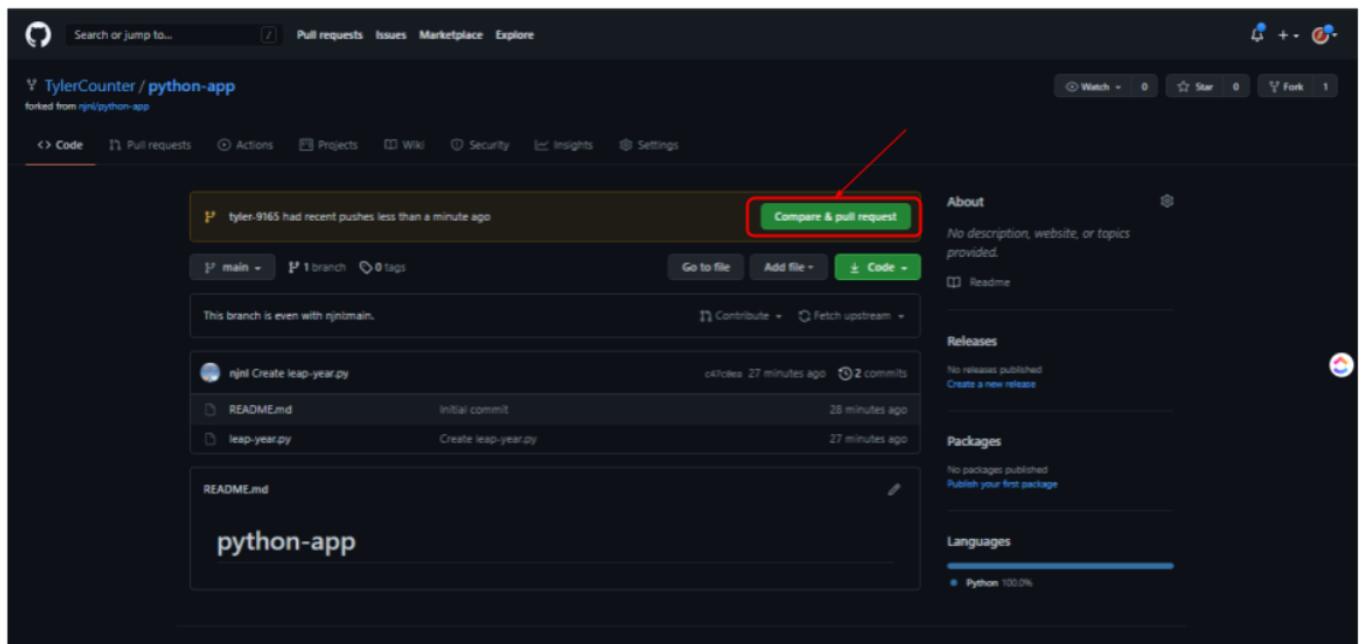 Search or jump to... / Pull requests Issues Marketplace Explore
TylerCounter / python-app
forked from njnl/python-app
Watch 0 Star 0 Fork 1
<> Code Pull requests Actions Projects Wiki Security Insights Settings
tyler-9165 had recent pushes less than a minute ago Compare & pull request
main 1 branch 0 tags Go to file Add file Code
This branch is even with njnl:main. Contribute Fetch upstream
njnl Create leap-year.py c47c9ea 27 minutes ago 2 commits
README.md Initial commit 28 minutes ago
leap-year.py Create leap-year.py 27 minutes ago
README.md
python-app
About
No description, website, or topics
provided.
Readme
Releases
No releases published
Create a new release
Packages
No packages published
Publish your first package
Languages
Python 100.0%